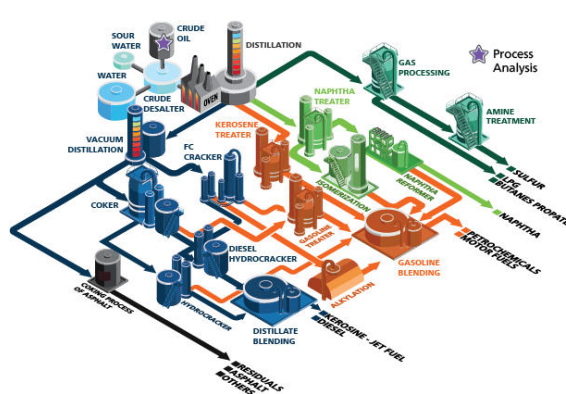 SOUR
WATER
CRUDE
OIL
DISTILLATION
Process
Analysis
WATER
CRUDE
DESALTER
OVEN
GAS
PROCESSING
NAPHTHA
TREATER
AMINE
TREATMENT
KEROSENE
TREATER
VACUUM
DISTILLATION
FC
CRACKER
ISOMERIZATION
NAPHTHA
REFORMER
SULFUR
LPG
BUTANES PROPATE
NAPHTHA
COKER
GASOLINE
TREATER
PETROCHEMICALS
MOTOR FUELS
DIESEL
HYDROCRACKER
GASOLINE
BLENDING
COKING PROCESS
OF ASPHALT
HYDROCRACKER
ALKYLATION
DISTILLATE
BLENDING
KEROSINE - JET FUEL
DIESEL
RESIDUALS
ASPHALT
OTHERS